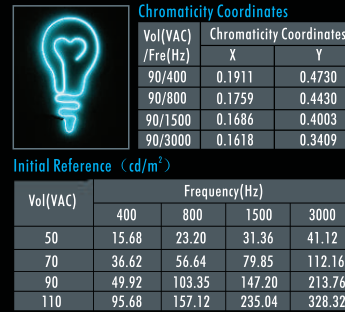 Chromaticity Coordinates
Vol(VAC) /Fre(Hz) Chromaticity Coordinates
X Y
90/400 0.1911 0.4730
90/800 0.1759 0.4430
90/1500 0.1686 0.4003
90/3000 0.1618 0.3409
Initial Reference（cd/m²）
Vol(VAC) Frequency(Hz)
400 800 1500 3000
50 15.68 23.20 31.36 41.12
70 36.62 56.64 79.85 112.16
90 49.92 103.35 147.20 213.76
110 95.68 157.12 235.04 328.32